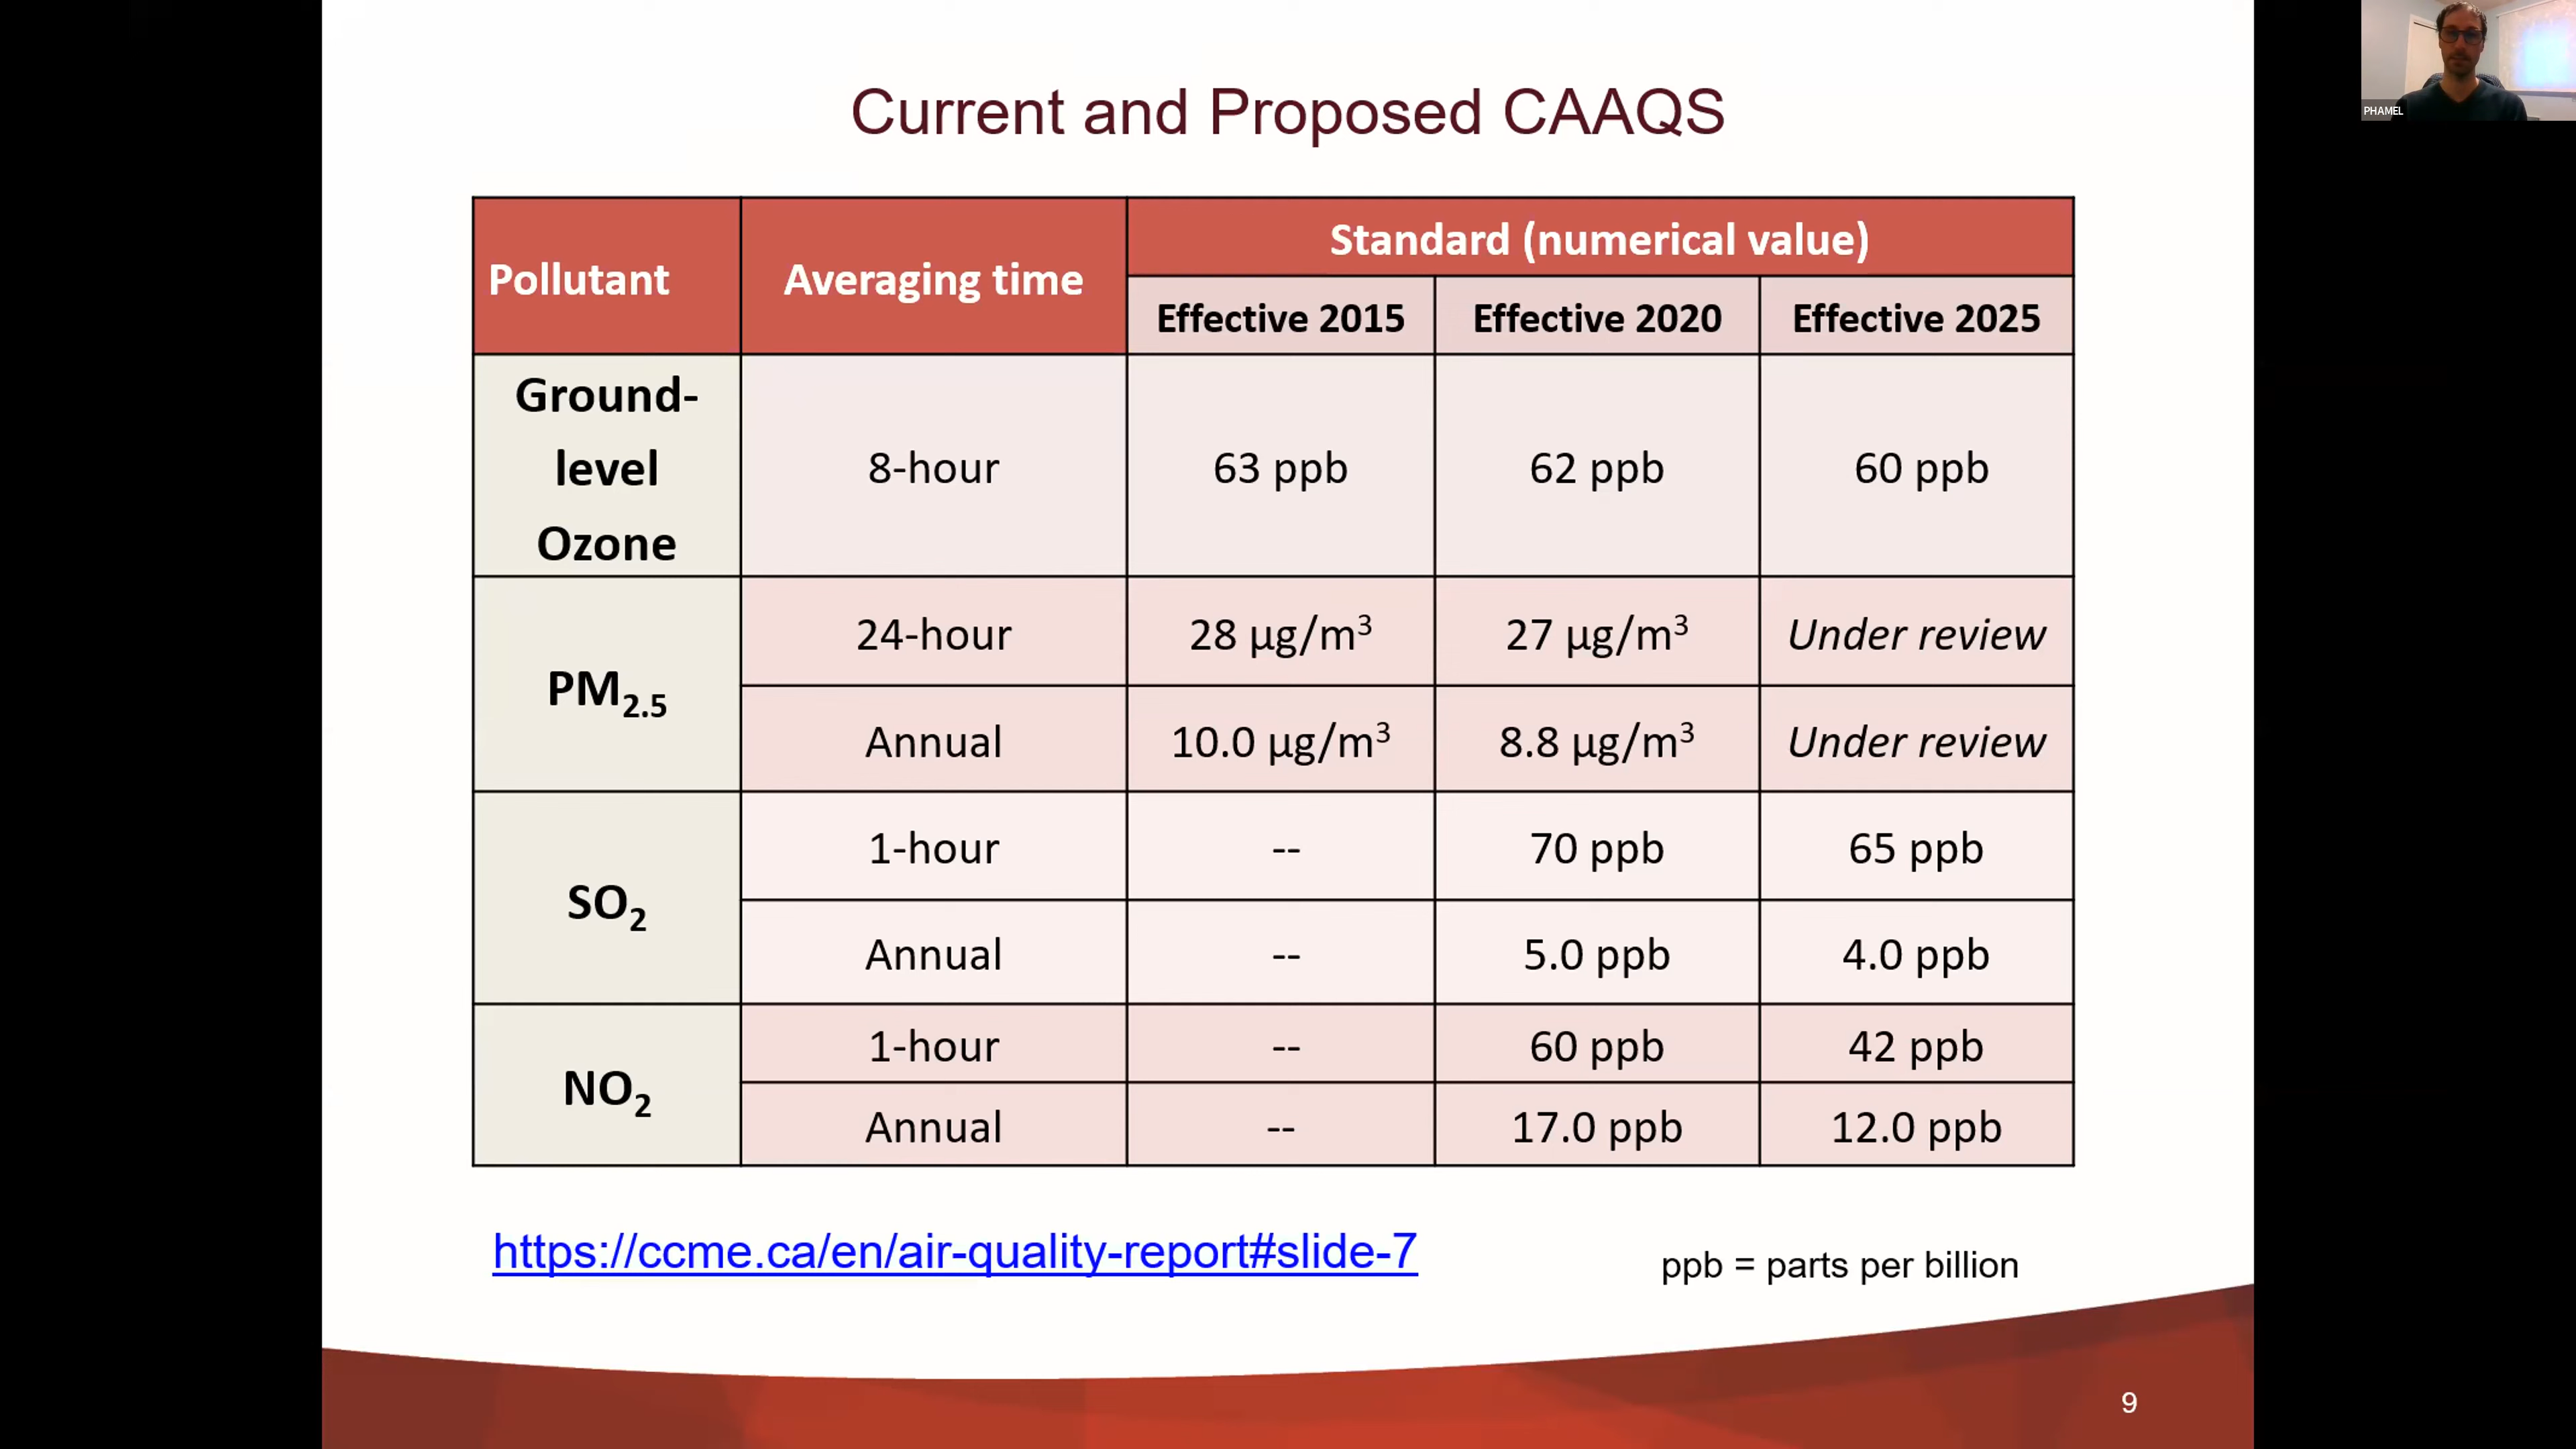 PHAMEL
Current and Proposed CAAQS
Pollutant Averaging time Standard (numerical value)
Effective 2015 Effective 2020 Effective 2025
Ground-
level
Ozone
8-hour 63 ppb 62 ppb 60 ppb
PM2.5
24-hour 28 µg/m³ 27 µg/m³ Under review
Annual 10.0 µg/m³ 8.8 µg/m³ Under review
SO2
1-hour -- 70 ppb 65 ppb
Annual -- 5.0 ppb 4.0 ppb
NO2
1-hour -- 60 ppb 42 ppb
Annual -- 17.0 ppb 12.0 ppb
https://ccme.ca/en/air-quality-report#slide-7
ppb = parts per billion
9